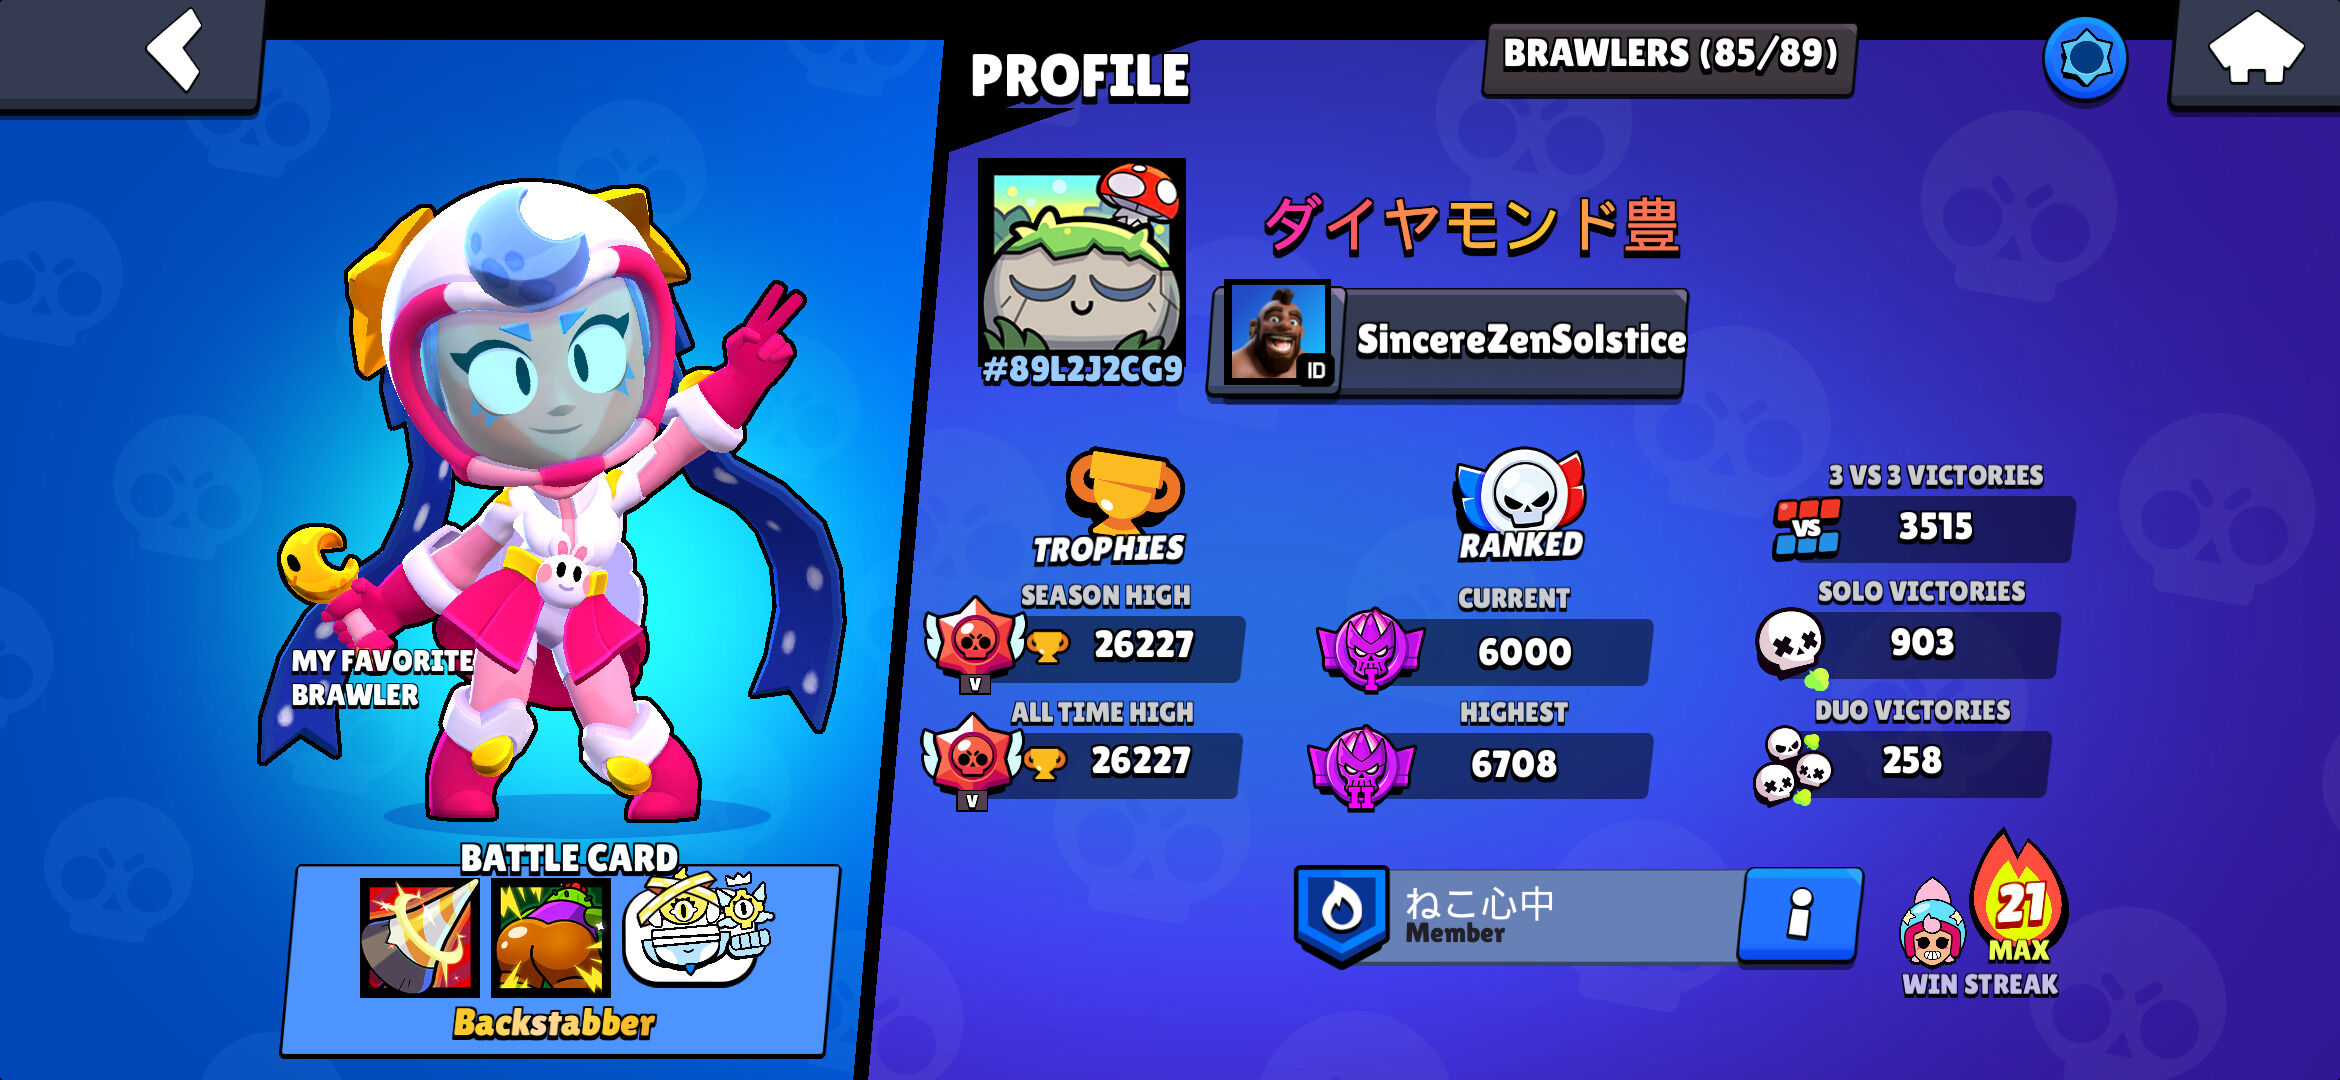 PROFILE
BRAWLERS (85/89)
ダイヤモンド豊
#89L2J2CG9
ID
SincereZenSolstice
TROPHIES
SEASON HIGH
V
26227
ALL TIME HIGH
V
26227
RANKED
CURRENT
I
6000
HIGHEST
II
6708
3 VS 3 VICTORIES
VS
3515
SOLO VICTORIES
903
DUO VICTORIES
258
ねこ心中
Member
i
27
MAX
WIN STREAK
MY FAVORITE
BRAWLER
BATTLE CARD
Backstabber